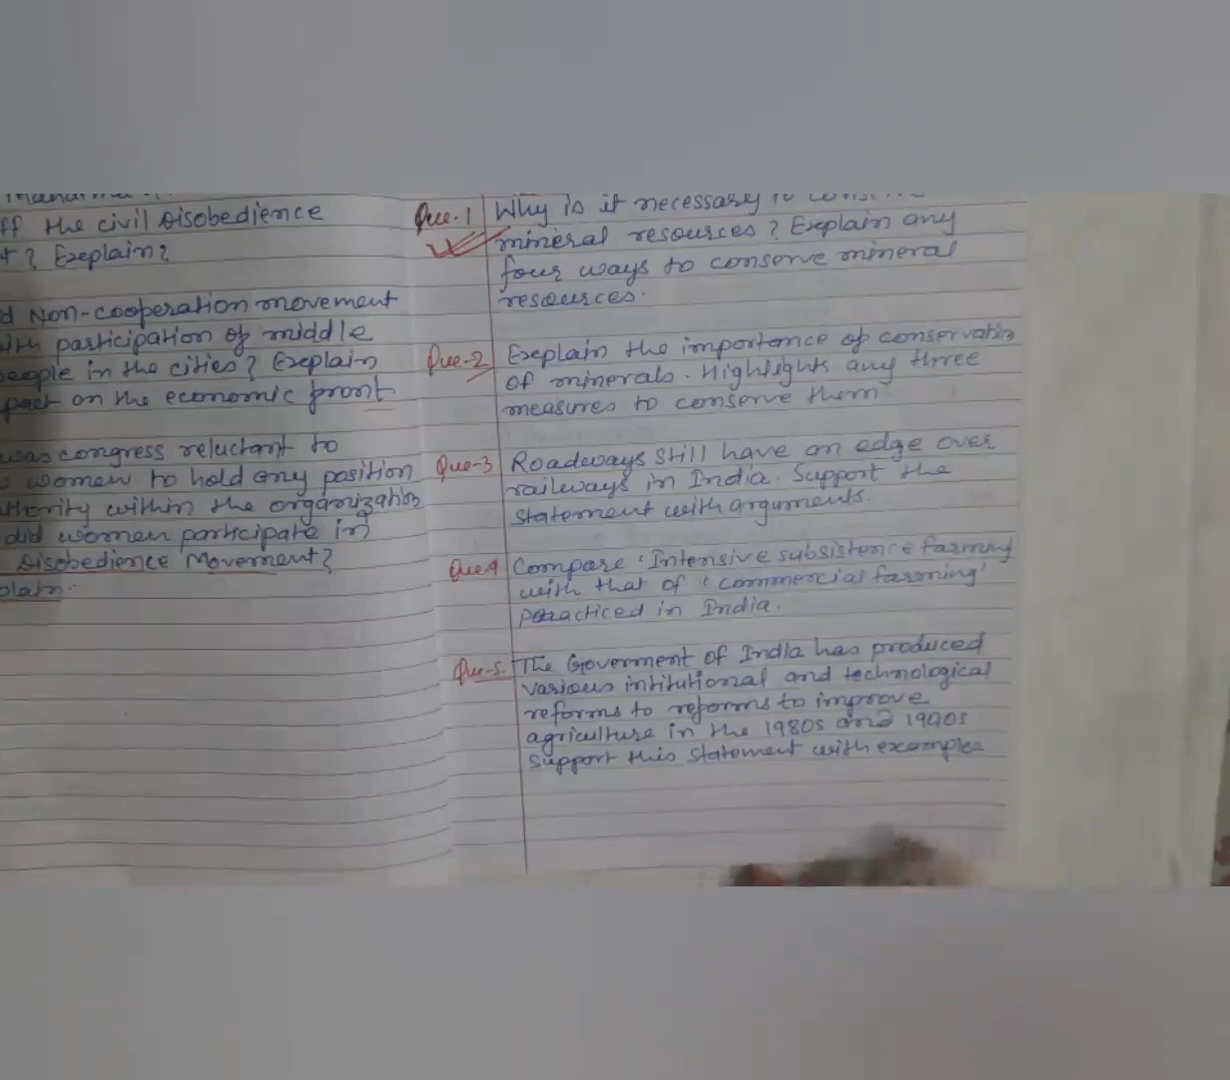 ff the civil Disobedience
t? Explain?
d Non-cooperation movement
ith participation of middle
people in the cities? Explain
pact on the economic front
was congress reluctant to
women to hold any position
thority within the organization
did women participate in
Disobedience Movement?
plain.
Que.1 Why is it necessary to
mineral resources? Explain any
four ways to conserve mineral
resources.
Que-2 Explain the importance of conservation
of minerals. Highlights any three
measures to conserve them
Que-3 Roadways still have an edge over
railways in India. Support the
statement with arguments.
Que4 Compare 'Intensive subsistence farming
with that of 'commercial farming'
practiced in India.
Que-5. The Goverment of India has produced
various intitutional and technological
reforms to reforms to improve
agriculture in the 1980s and 1990s
Support this statement with examples